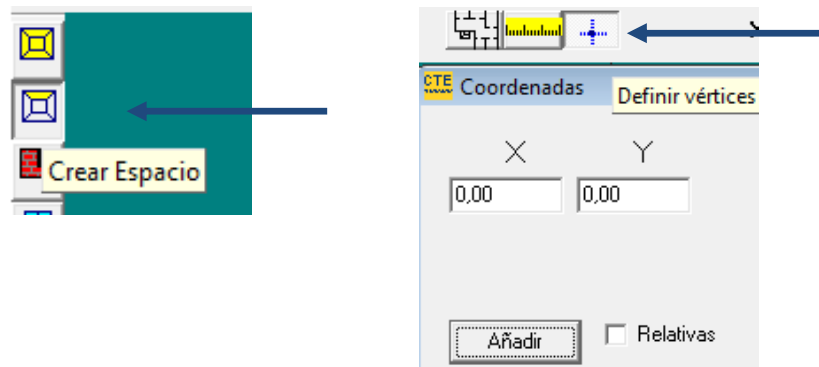 Crear Espacio
CTE Coordenadas
Definir vértices
X Y
0,00 0,00
Añadir Relativas